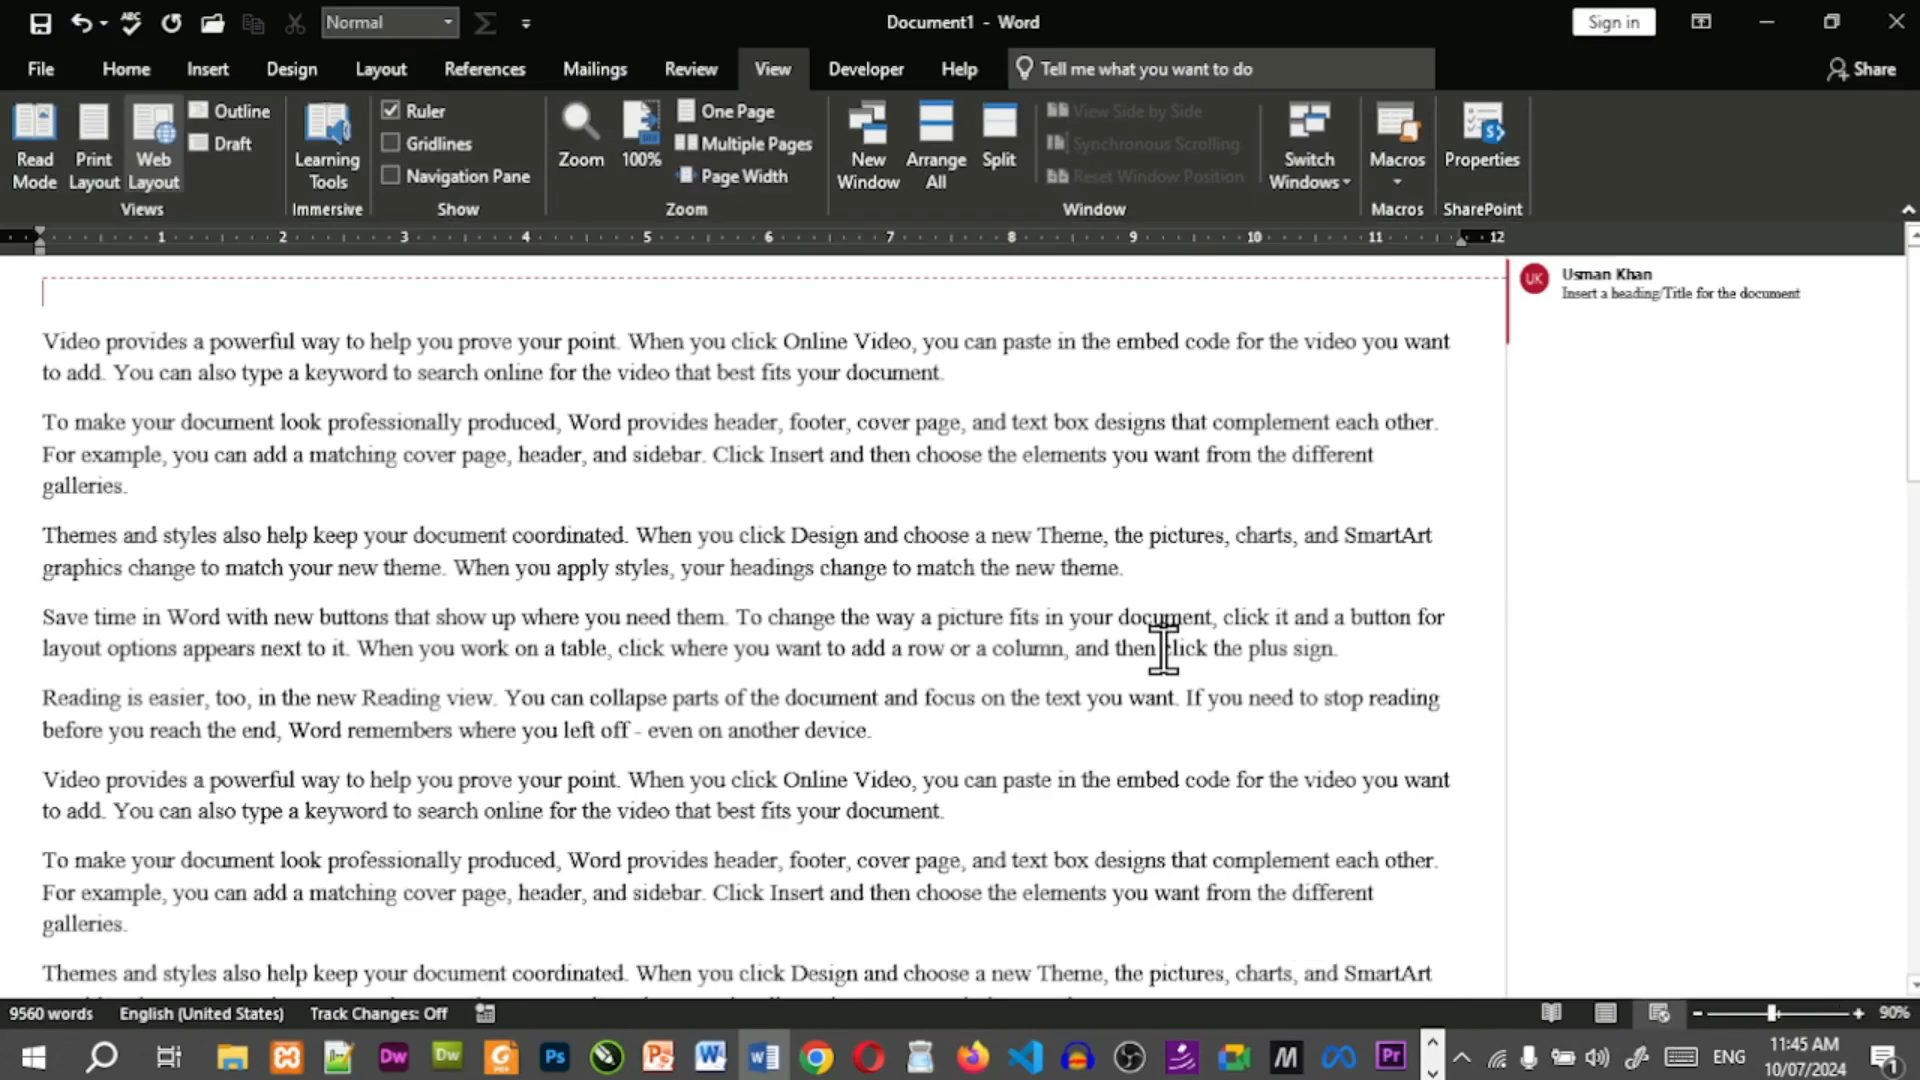 Normal
Document1 - Word
Sign in
File Home Insert Design Layout References Mailings Review View Developer Help Tell me what you want to do Share
Read Mode
Print Layout
Web Layout
Outline
Draft
Views
Learning Tools
Immersive
Ruler
Gridlines
Navigation Pane
Show
Zoom
100%
One Page
Multiple Pages
Page Width
Zoom
New Window
Arrange All
Split
View Side by Side
Synchronous Scrolling
Reset Window Position
Window
Switch Windows
Macros
Macros
Properties
SharePoint
1 2 3 4 5 6 7 8 9 10 11 12
UK
Usman Khan
Insert a heading/Title for the document
Video provides a powerful way to help you prove your point. When you click Online Video, you can paste in the embed code for the video you want
to add. You can also type a keyword to search online for the video that best fits your document.
To make your document look professionally produced, Word provides header, footer, cover page, and text box designs that complement each other.
For example, you can add a matching cover page, header, and sidebar. Click Insert and then choose the elements you want from the different
galleries.
Themes and styles also help keep your document coordinated. When you click Design and choose a new Theme, the pictures, charts, and SmartArt
graphics change to match your new theme. When you apply styles, your headings change to match the new theme.
Save time in Word with new buttons that show up where you need them. To change the way a picture fits in your document, click it and a button for
layout options appears next to it. When you work on a table, click where you want to add a row or a column, and then click the plus sign.
Reading is easier, too, in the new Reading view. You can collapse parts of the document and focus on the text you want. If you need to stop reading
before you reach the end, Word remembers where you left off - even on another device.
Video provides a powerful way to help you prove your point. When you click Online Video, you can paste in the embed code for the video you want
to add. You can also type a keyword to search online for the video that best fits your document.
To make your document look professionally produced, Word provides header, footer, cover page, and text box designs that complement each other.
For example, you can add a matching cover page, header, and sidebar. Click Insert and then choose the elements you want from the different
galleries.
Themes and styles also help keep your document coordinated. When you click Design and choose a new Theme, the pictures, charts, and SmartArt
9560 words English (United States) Track Changes: Off 90%
Dw Dw Ps Pr
ENG
11:45 AM
10/07/2024
1